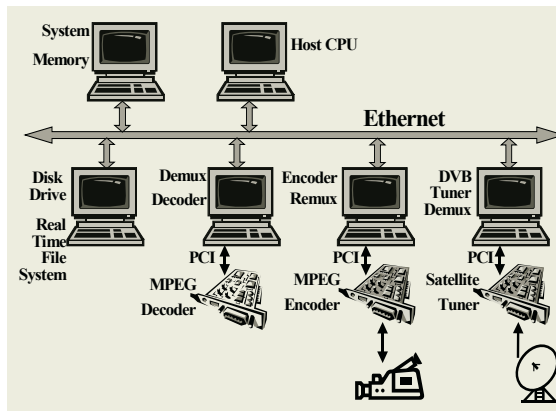 System
Memory
Host CPU
Ethernet
Disk
Drive
Real
Time
File
System
Demux
Decoder
Encoder
Remux
DVB
Tuner
Demux
PCI
PCI
PCI
MPEG
Decoder
MPEG
Encoder
Satellite
Tuner